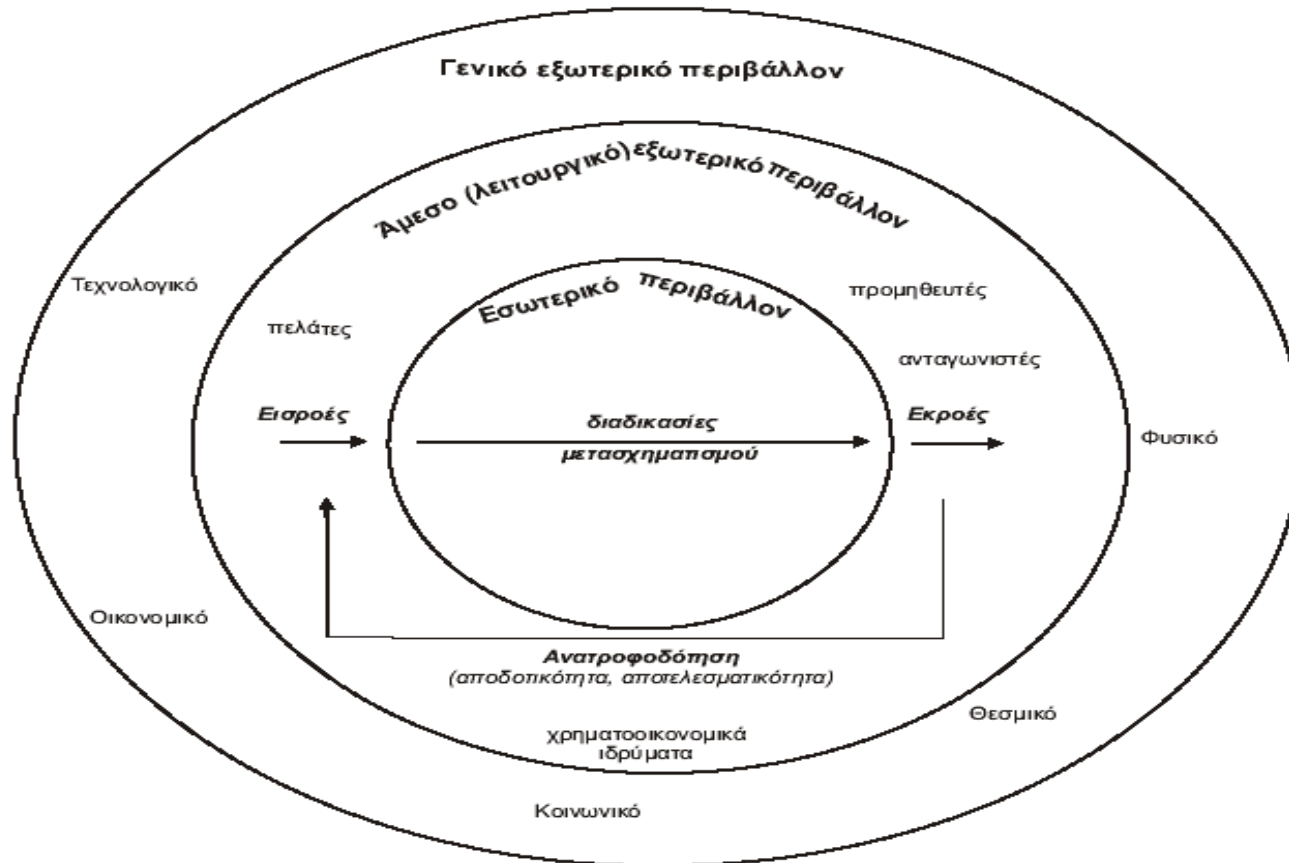 Γενικό εξωτερικό περιβάλλον
Άμεσο (λειτουργικό) εξωτερικό περιβάλλον
Εσωτερικό περιβάλλον
Τεχνολογικό
προμηθευτές
πελάτες
ανταγωνιστές
Εισροές
διαδικασίες
μετασχηματισμού
Εκροές
Φυσικό
Οικονομικό
Ανατροφοδότηση
(αποδοτικότητα, αποτελεσματικότητα)
Θεσμικό
χρηματοοικονομικά
ιδρύματα
Κοινωνικό